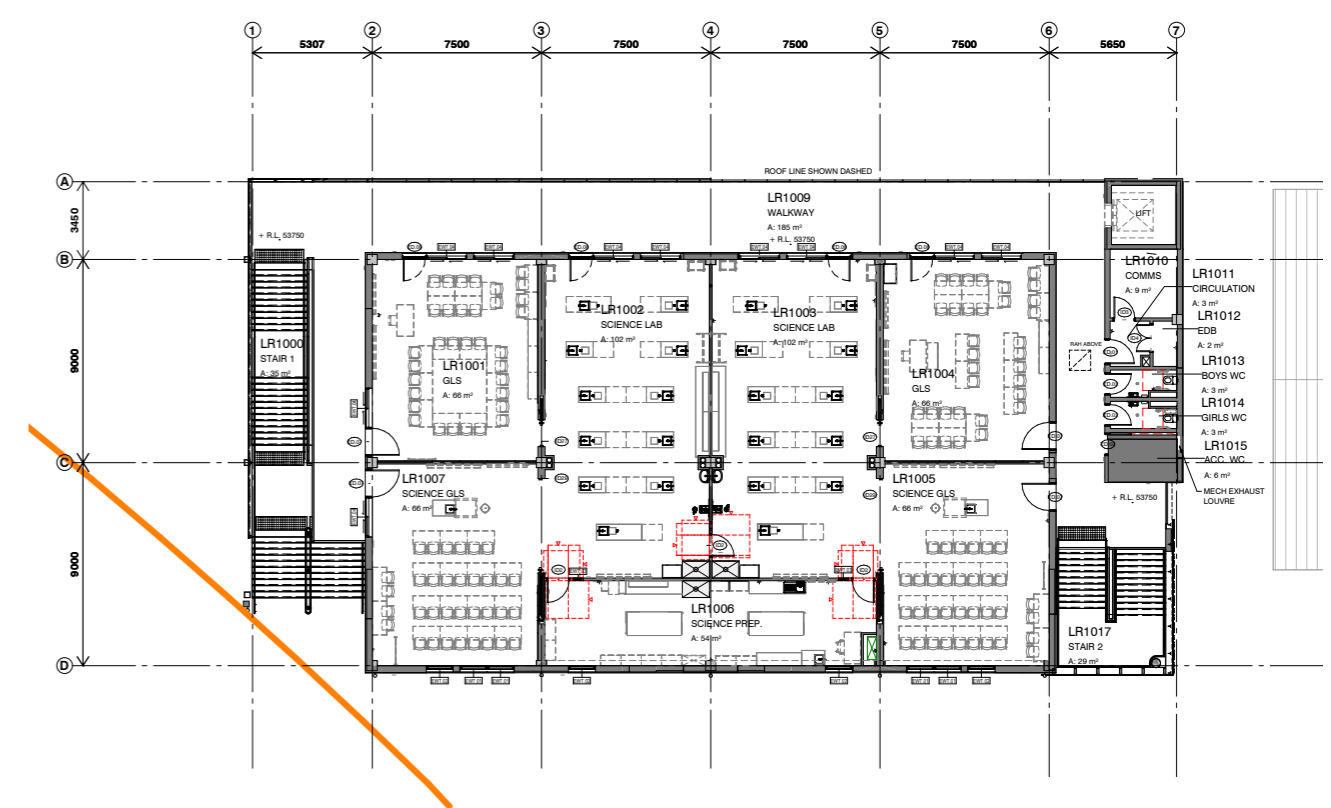 1 2 3 4 5 6 7
5307 7500 7500 7500 7500 5650
ROOF LINE SHOWN DASHED
A
3450
LR1009
WALKWAY
A: 185 m²
+ R.L. 53750
LIFT
+ R.L. 53750
B
LR1010
COMMS
A: 9 m²
LR1011
CIRCULATION
A: 3 m²
LR1012
EDB
A: 2 m²
LR1013
BOYS WC
A: 3 m²
LR1014
GIRLS WC
A: 3 m²
LR1015
ACC. WC
A: 6 m²
MECH EXHAUST
LOUVRE
RAH ABOVE
+ R.L. 53750
9000
LR1000
STAIR 1
A: 35 m²
LR1001
GLS
A: 66 m²
LR1002
SCIENCE LAB
A: 102 m²
LR1003
SCIENCE LAB
A: 102 m²
LR1004
GLS
A: 66 m²
C
LR1007
SCIENCE GLS
A: 66 m²
LR1005
SCIENCE GLS
A: 66 m²
9000
LR1006
SCIENCE PREP.
A: 54 m²
LR1017
STAIR 2
A: 29 m²
D